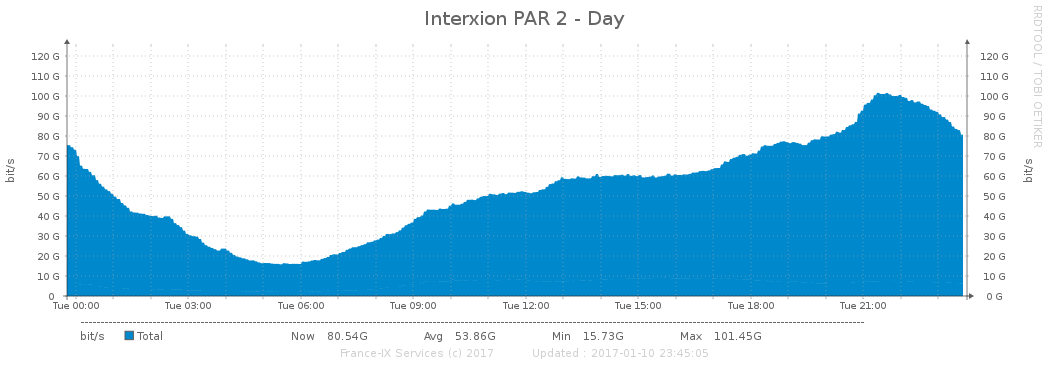 Interxion PAR 2 - Day
RRDTOOL / TOBI OETIKER
bit/s
120 G 120 G
110 G 110 G
100 G 100 G
90 G 90 G
80 G 80 G
70 G 70 G
60 G 60 G
50 G 50 G
40 G 40 G
30 G 30 G
20 G 20 G
10 G 10 G
0 0 G
bit/s
Tue 00:00 Tue 03:00 Tue 06:00 Tue 09:00 Tue 12:00 Tue 15:00 Tue 18:00 Tue 21:00
bit/s Total Now 80.54G Avg 53.86G Min 15.73G Max 101.45G
France-IX Services (c) 2017 Updated : 2017-01-10 23:45:05